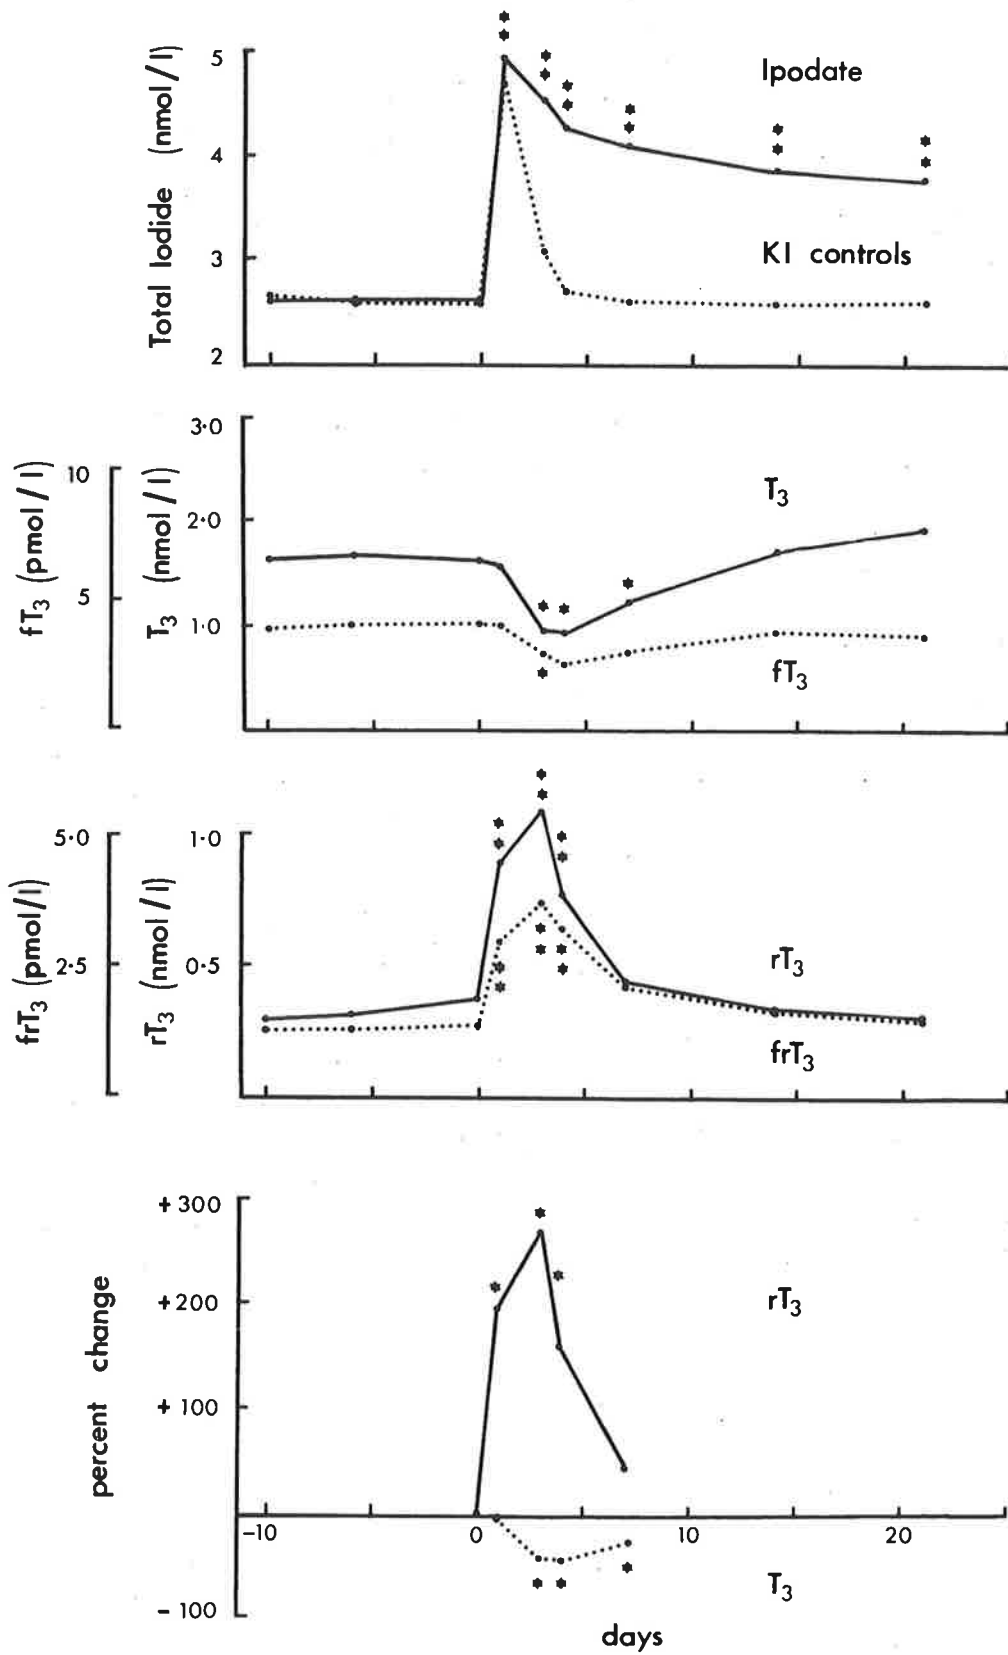 Total Iodide (nmol/l)
5
4
3
2
Ipodate
KI controls
fT3 (pmol/l)
10
5
T3 (nmol/l)
3·0
2·0
1·0
T3
fT3
frT3 (pmol/l)
5·0
2·5
rT3 (nmol/l)
1·0
0·5
rT3
frT3
percent change
+300
+200
+100
-100
rT3
-10
0
10
20
T3
days